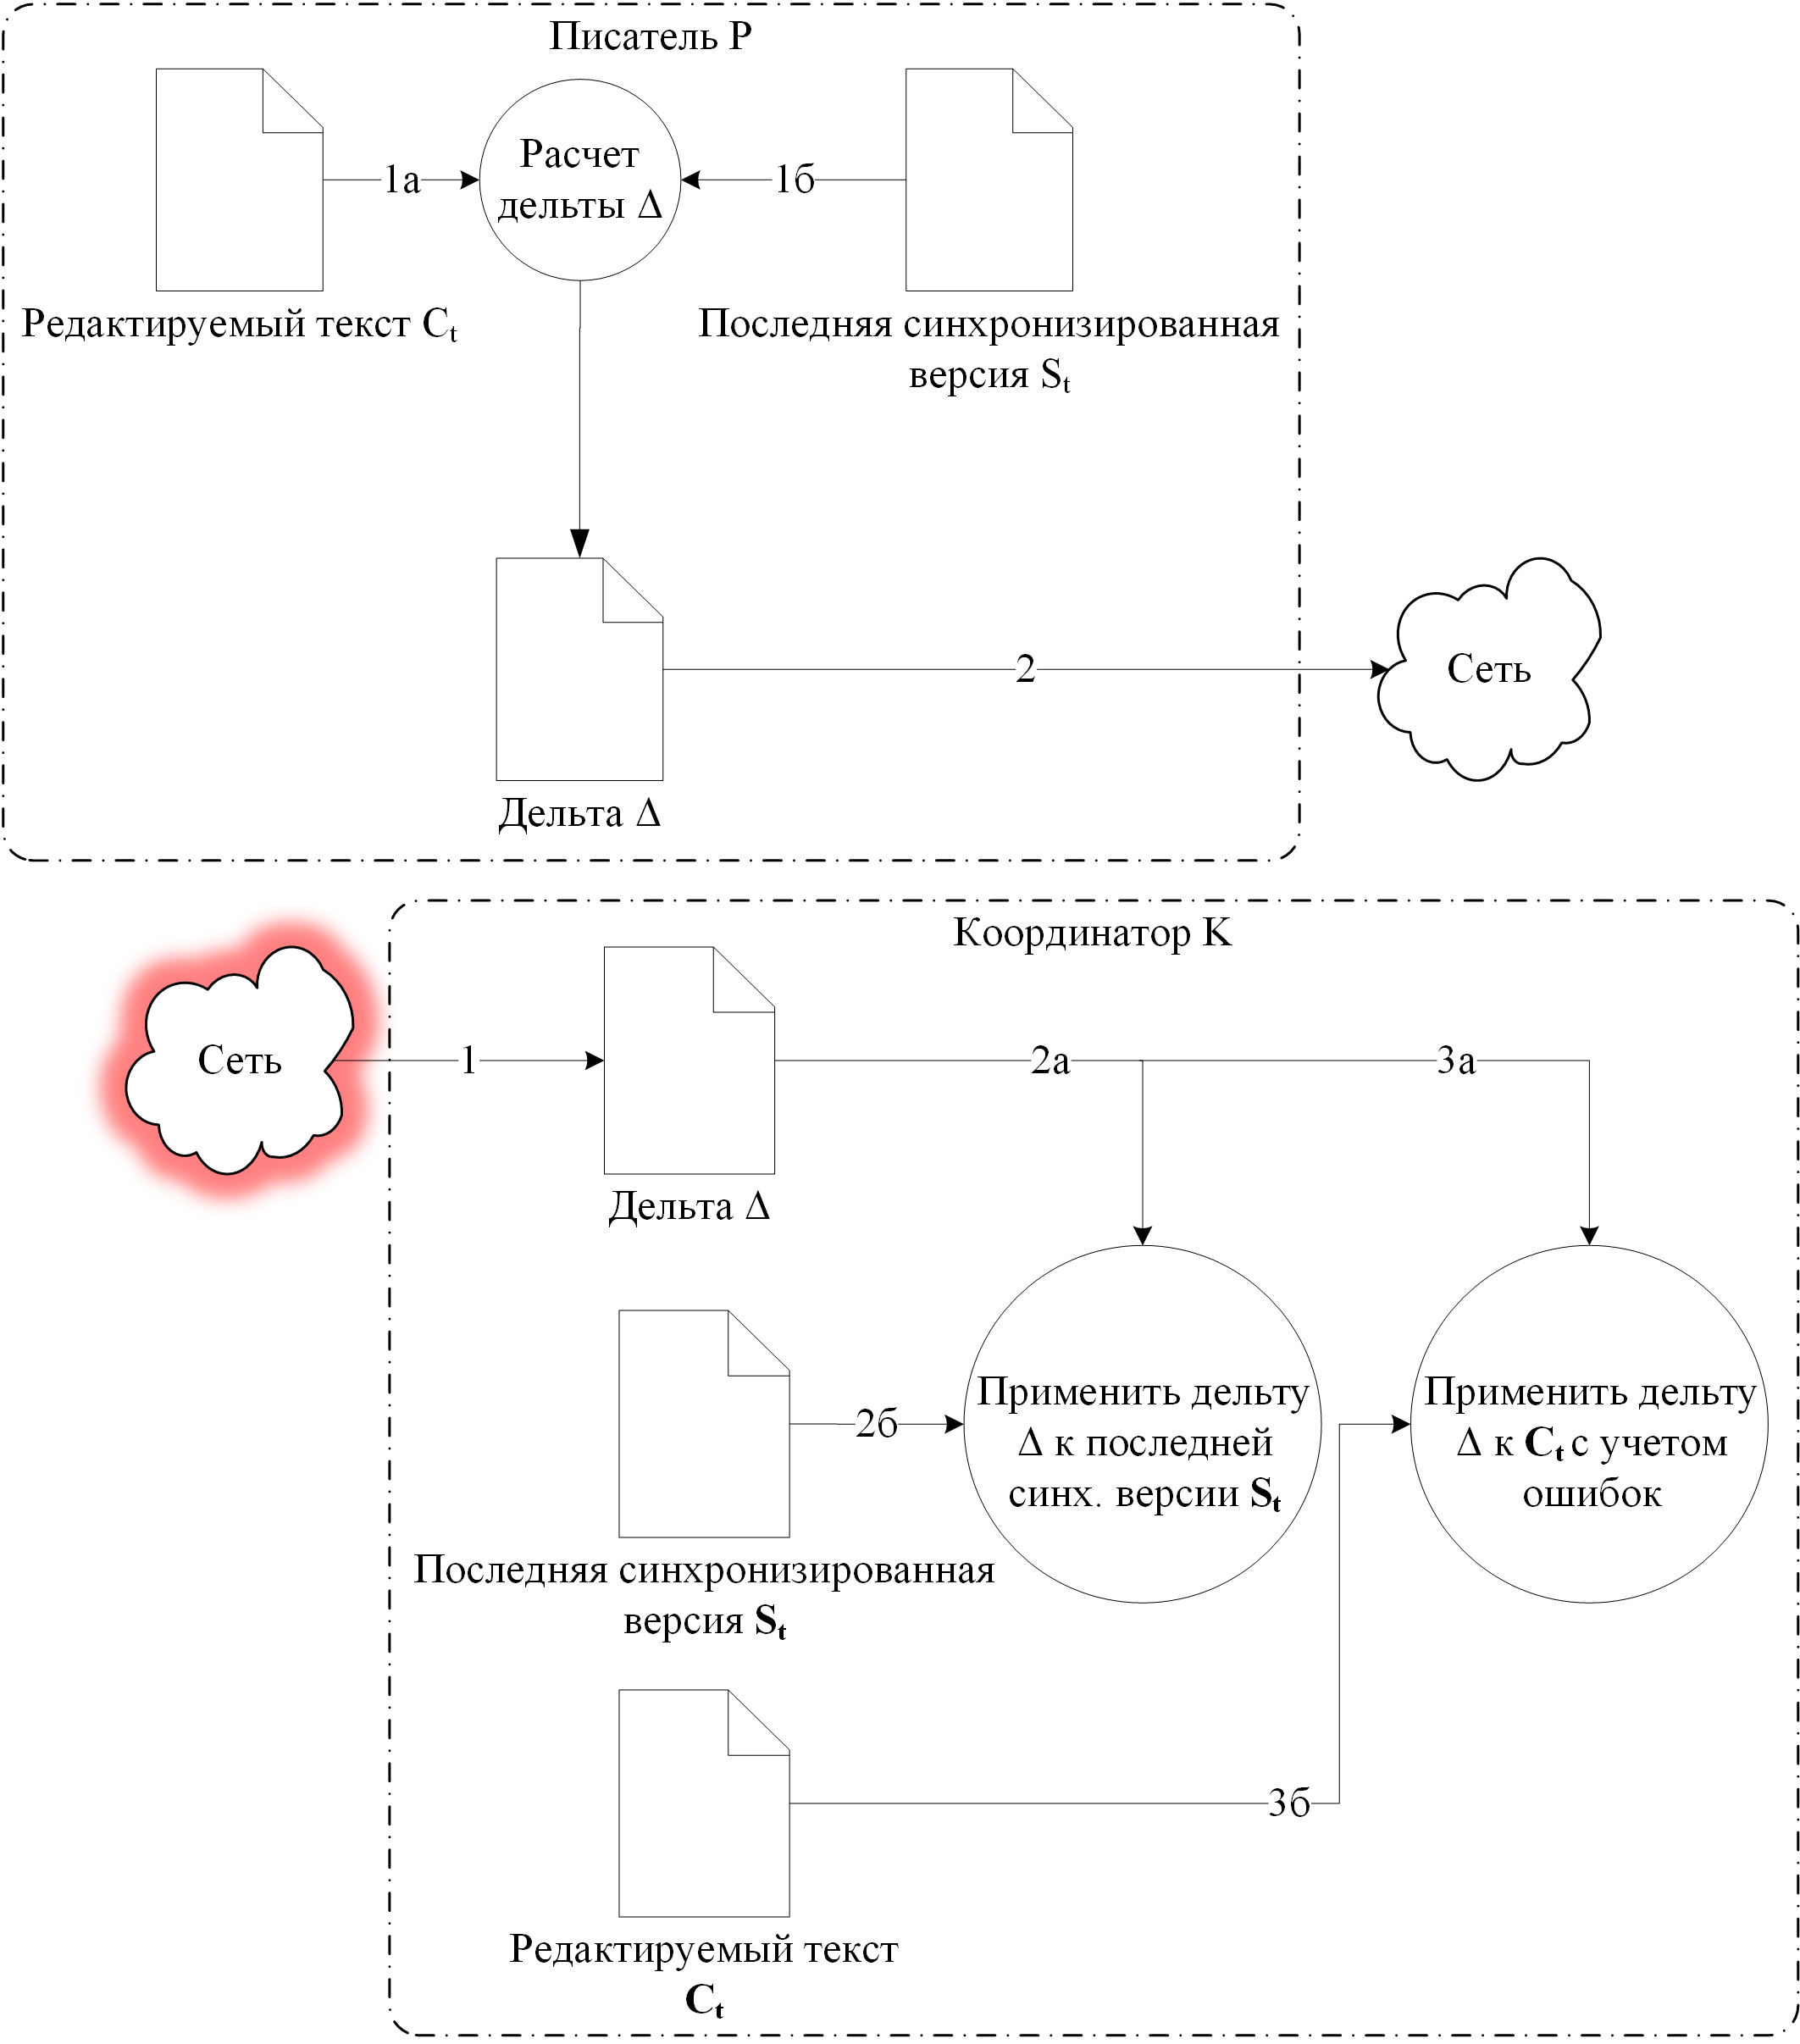 Писатель P
Расчет
дельты Δ
1а
1б
Редактируемый текст Ct
Последняя синхронизированная
версия St
2
Сеть
Дельта Δ
Координатор К
Сеть
1
2а
3а
Дельта Δ
Применить дельту
Δ к последней
синх. версии St
Применить дельту
Δ к Ct с учетом
ошибок
2б
Последняя синхронизированная
версия St
3б
Редактируемый текст
Ct